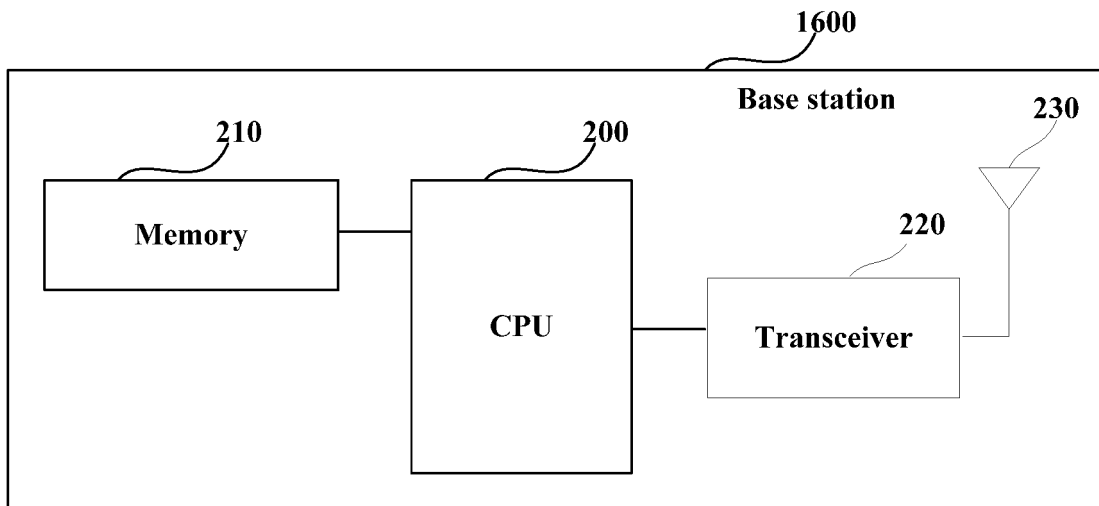 1600
Base station
230
210
200
220
Memory
CPU
Transceiver